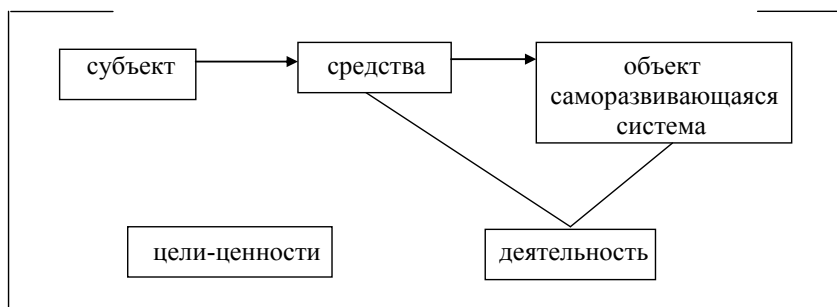 субъект
средства
объект
саморазвивающаяся
система
цели-ценности
деятельность